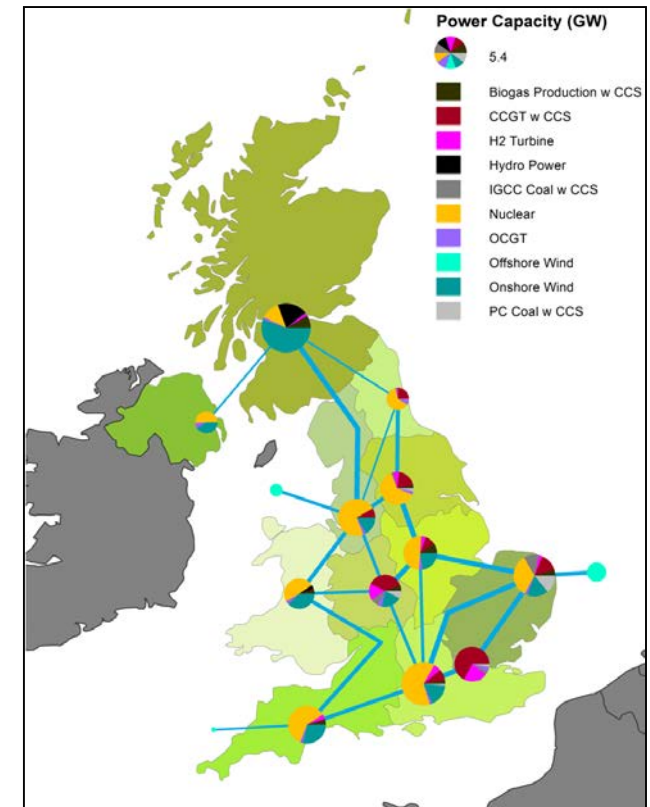 Power Capacity (GW)
5.4
Biogas Production w CCS
CCGT w CCS
H2 Turbine
Hydro Power
IGCC Coal w CCS
Nuclear
OCGT
Offshore Wind
Onshore Wind
PC Coal w CCS